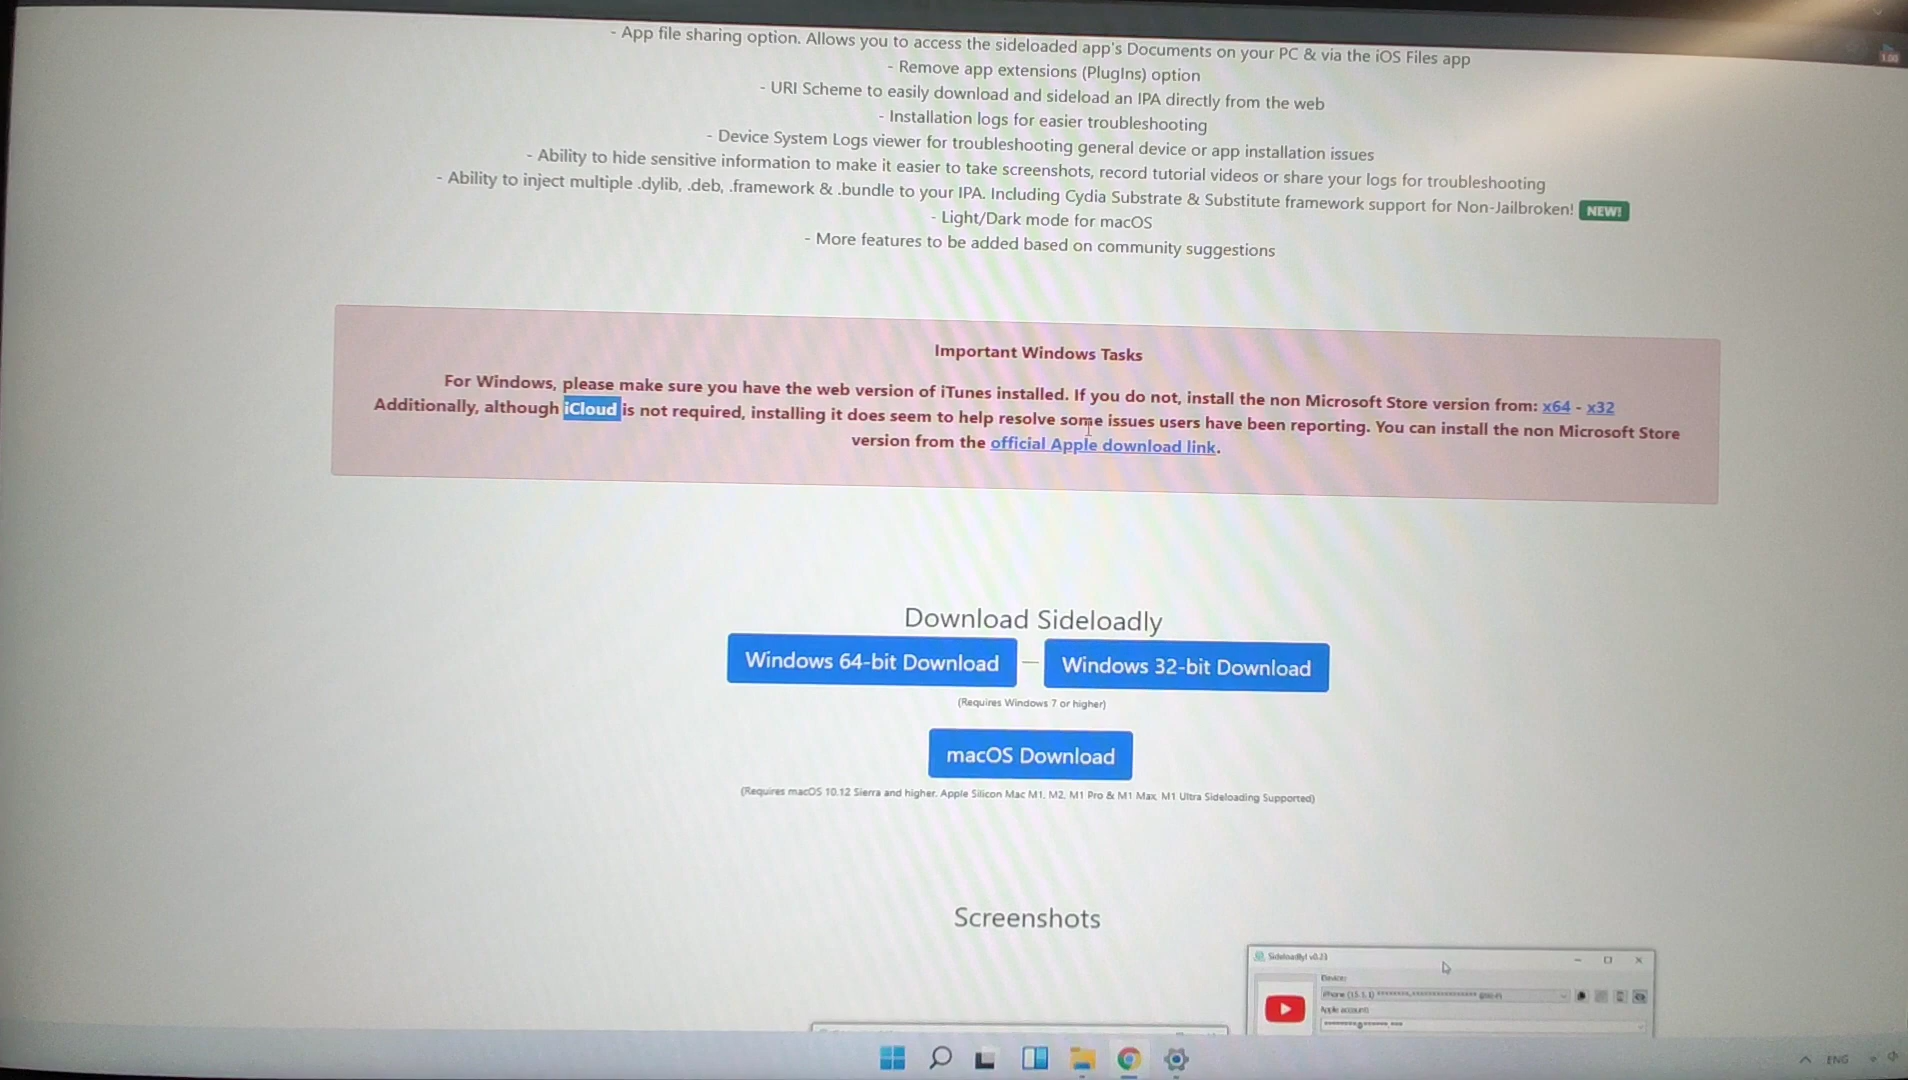 - App file sharing option. Allows you to access the sideloaded app's Documents on your PC & via the iOS Files app
- Remove app extensions (PlugIns) option
- URI Scheme to easily download and sideload an IPA directly from the web
- Installation logs for easier troubleshooting
- Device System Logs viewer for troubleshooting general device or app installation issues
- Ability to hide sensitive information to make it easier to take screenshots, record tutorial videos or share your logs for troubleshooting
- Ability to inject multiple .dylib, .deb, .framework & .bundle to your IPA. Including Cydia Substrate & Substitute framework support for Non-Jailbroken! NEW!
- Light/Dark mode for macOS
- More features to be added based on community suggestions
Important Windows Tasks
For Windows, please make sure you have the web version of iTunes installed. If you do not, install the non Microsoft Store version from: x64 - x32
Additionally, although iCloud is not required, installing it does seem to help resolve some issues users have been reporting. You can install the non Microsoft Store
version from the official Apple download link.
Download Sideloadly
Windows 64-bit Download — Windows 32-bit Download
(Requires Windows 7 or higher)
macOS Download
(Requires macOS 10.12 Sierra and higher. Apple Silicon Mac M1, M2, M1 Pro & M1 Max, M1 Ultra Sideloading Supported)
Screenshots
Sideloadly! v0.23
Device:
iPhone (15.5.1)
Apple account:
ENG